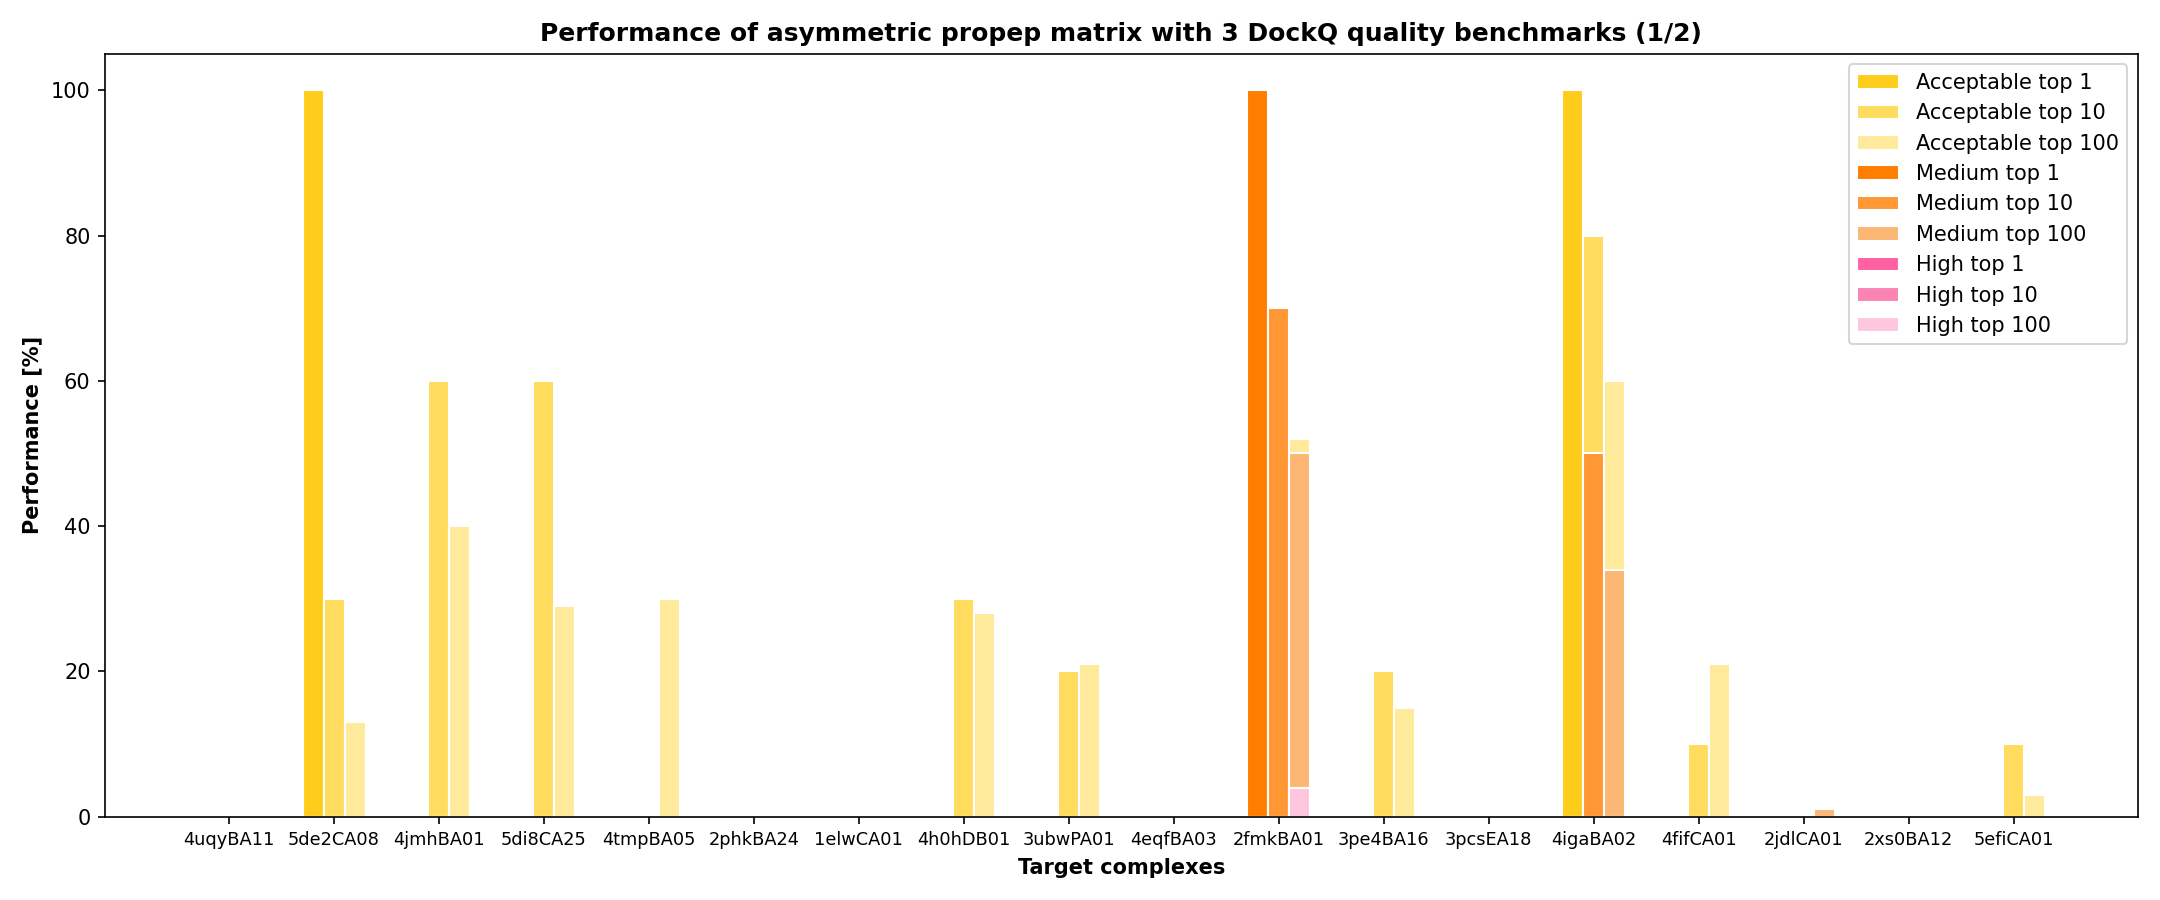 Performance of asymmetric propep matrix with 3 DockQ quality benchmarks (1/2)
Performance [%]
100
80
60
40
20
0
Acceptable top 1
Acceptable top 10
Acceptable top 100
Medium top 1
Medium top 10
Medium top 100
High top 1
High top 10
High top 100
4uqyBA11 5de2CA08 4jmhBA01 5di8CA25 4tmpBA05 2phkBA24 1elwCA01 4h0hDB01 3ubwPA01 4eqfBA03 2fmkBA01 3pe4BA16 3pcsEA18 4igaBA02 4fifCA01 2jdlCA01 2xs0BA12 5efiCA01
Target complexes